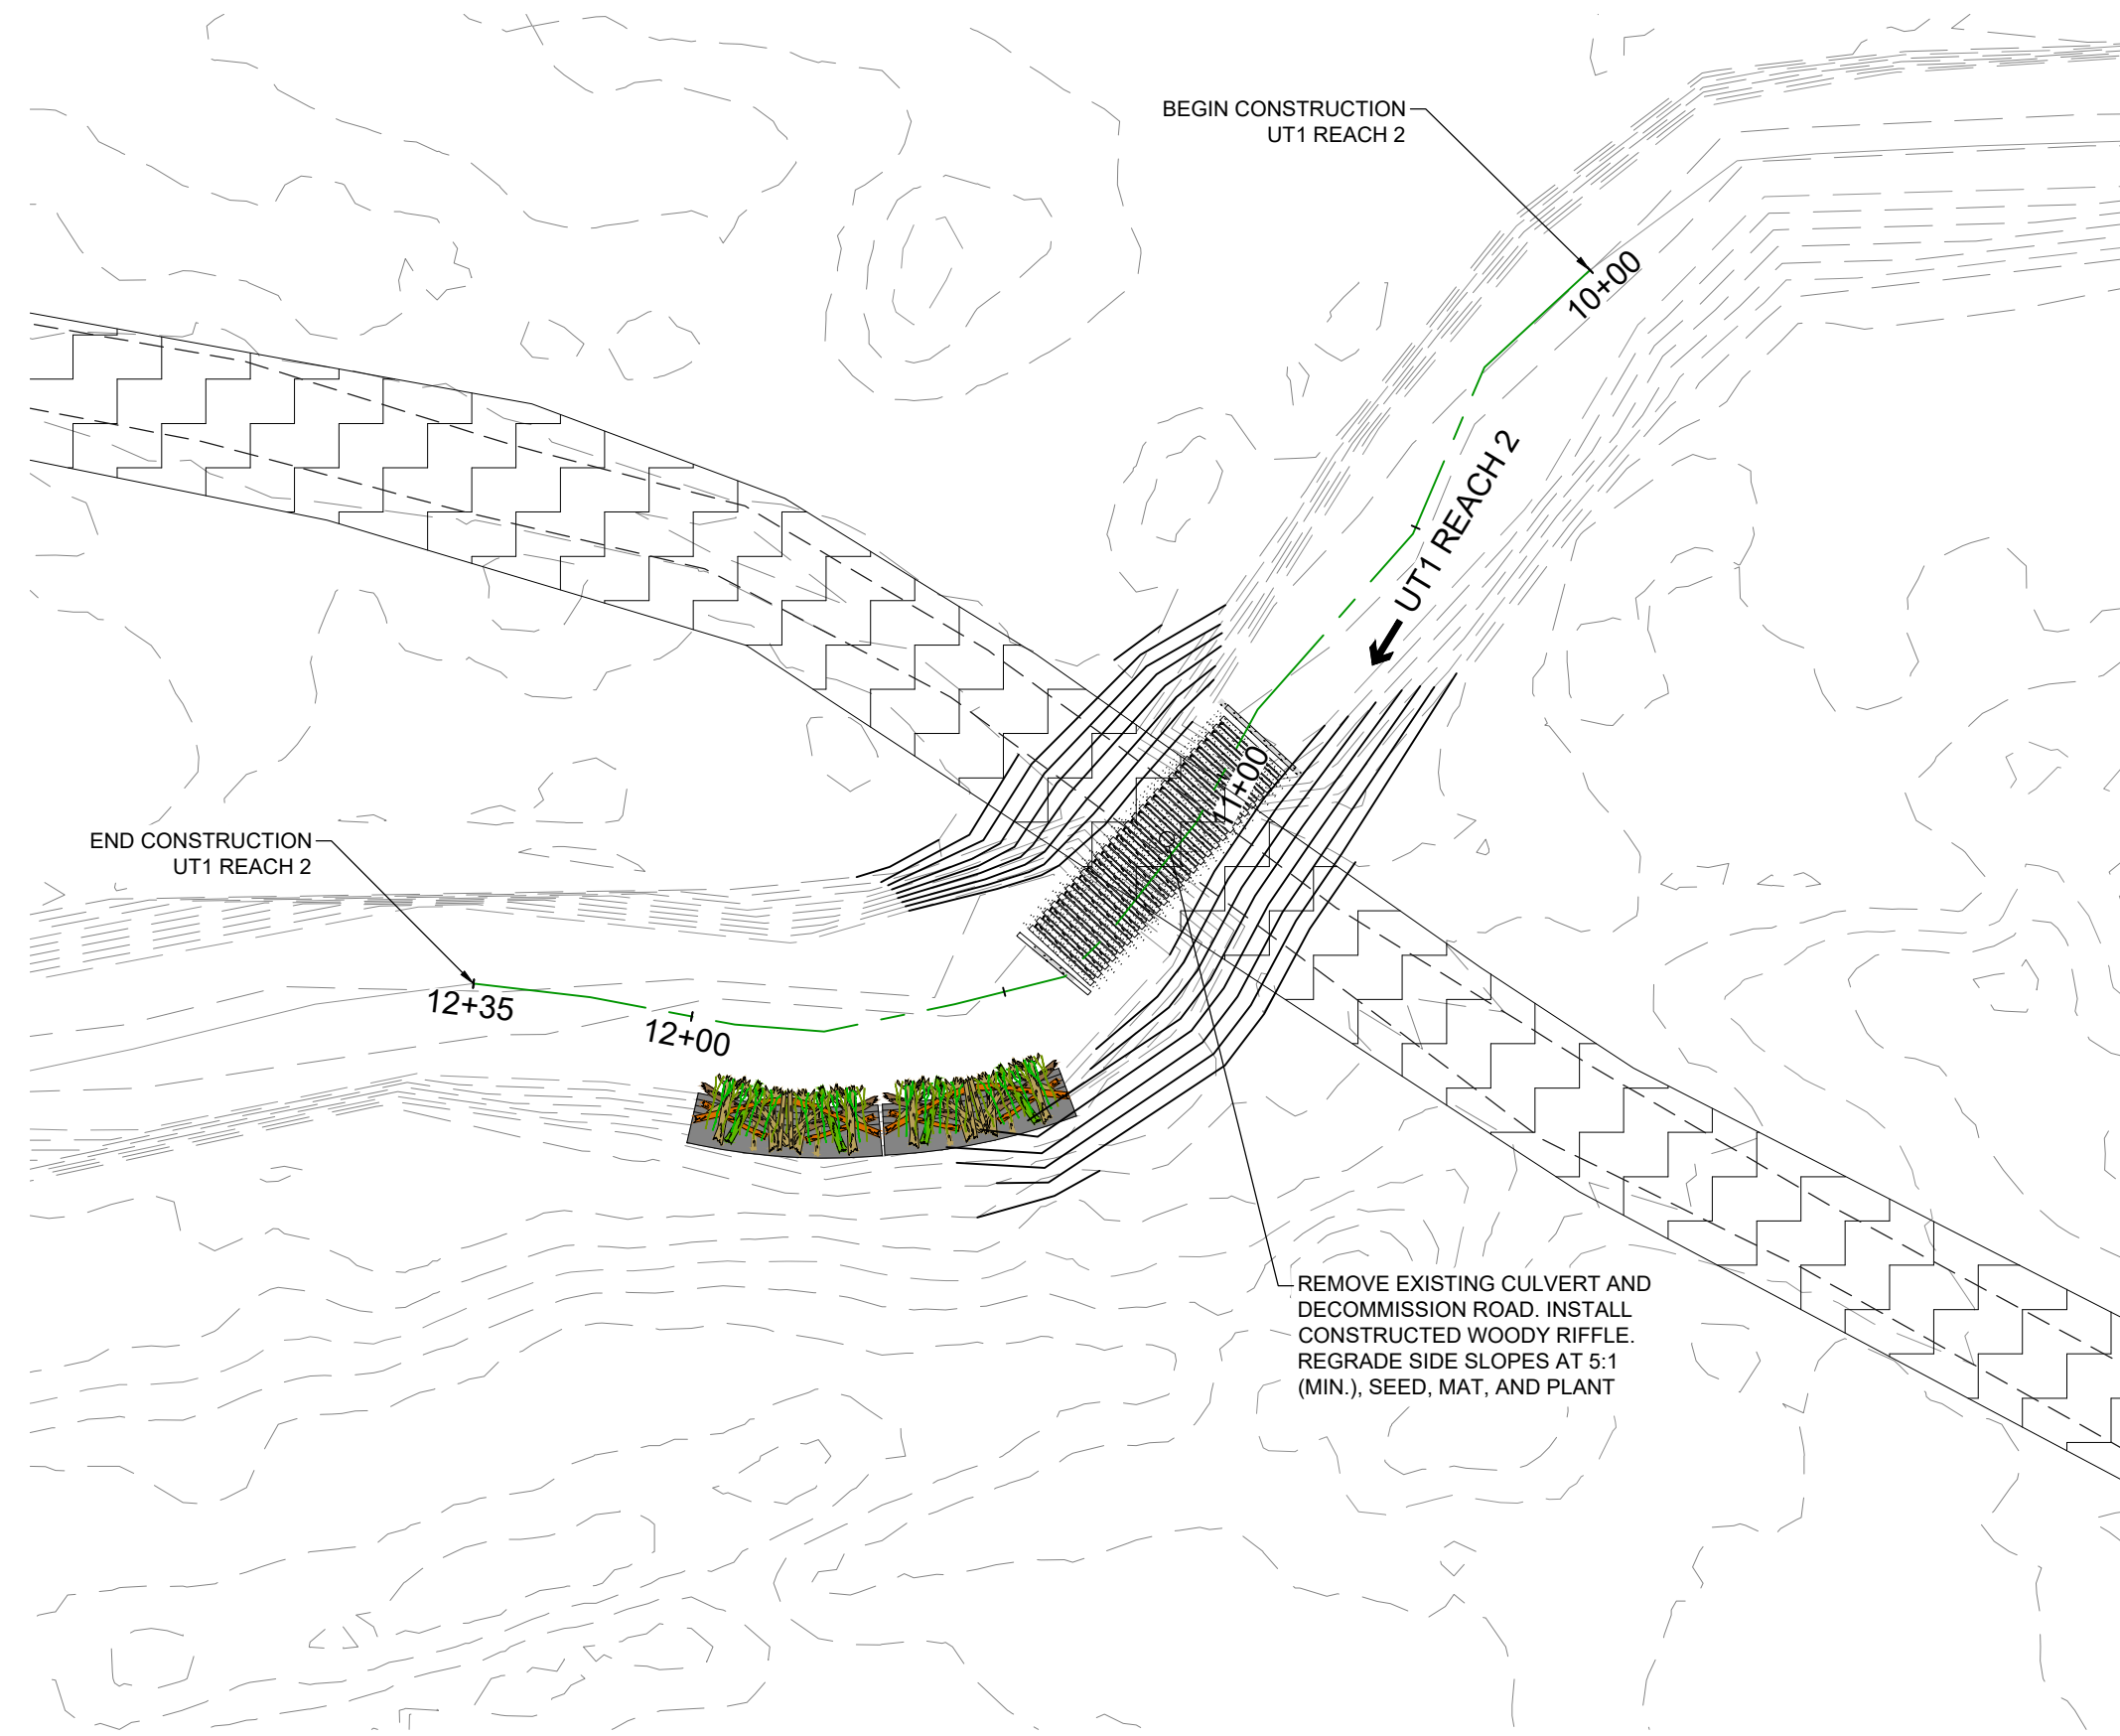 BEGIN CONSTRUCTION
UT1 REACH 2
10+00
UT1 REACH 2
11+00
END CONSTRUCTION
UT1 REACH 2
12+35
12+00
REMOVE EXISTING CULVERT AND
DECOMMISSION ROAD. INSTALL
CONSTRUCTED WOODY RIFFLE.
REGRADE SIDE SLOPES AT 5:1
(MIN.), SEED, MAT, AND PLANT